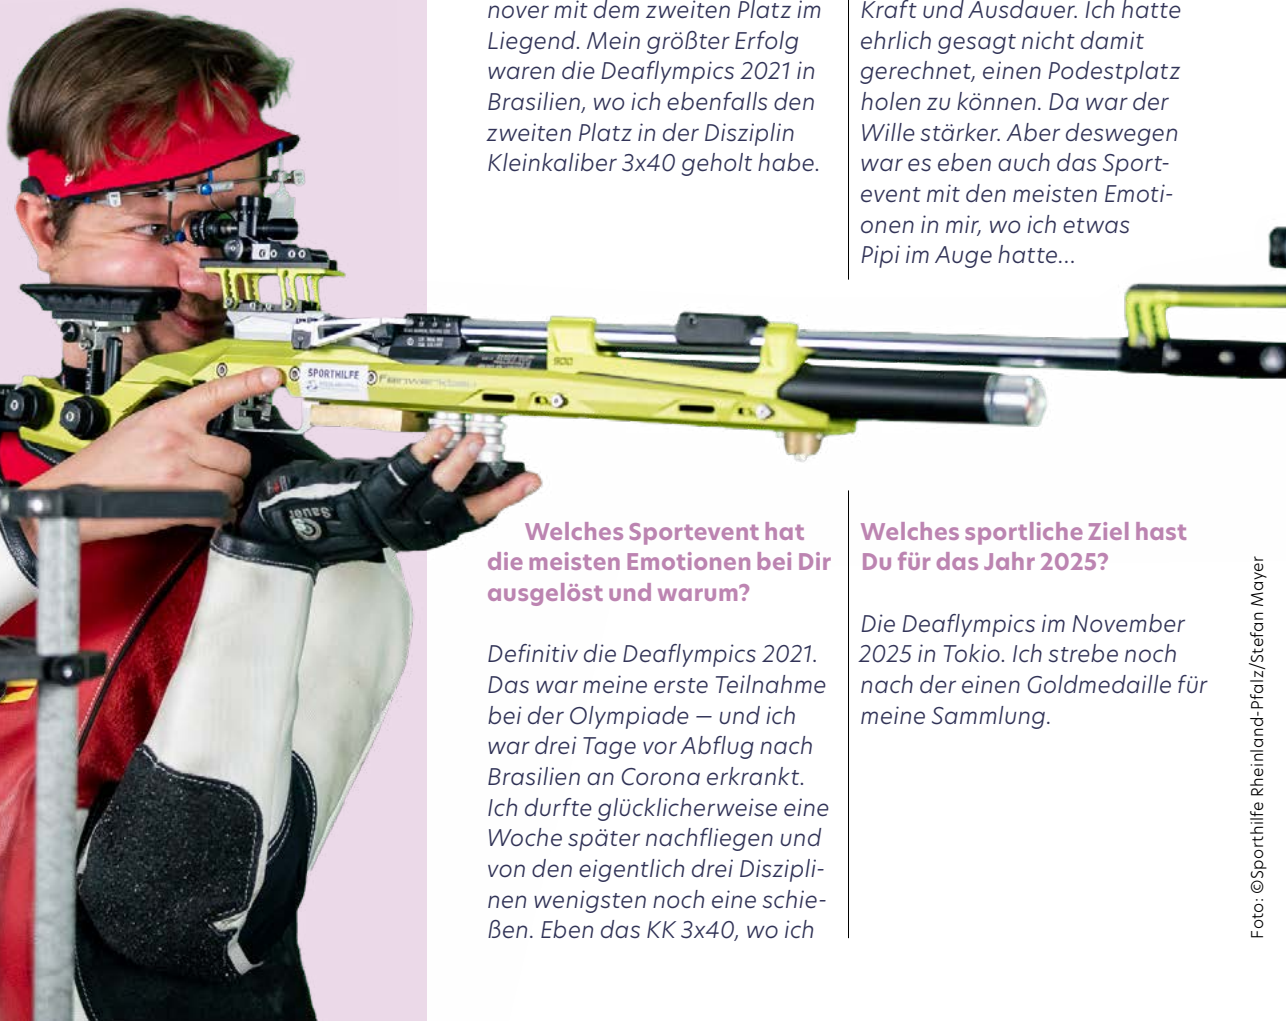 nover mit dem zweiten Platz im
Liegend. Mein größter Erfolg
waren die Deaflympics 2021 in
Brasilien, wo ich ebenfalls den
zweiten Platz in der Disziplin
Kleinkaliber 3x40 geholt habe.
Welches Sportevent hat
die meisten Emotionen bei Dir
ausgelöst und warum?
Definitiv die Deaflympics 2021.
Das war meine erste Teilnahme
bei der Olympiade — und ich
war drei Tage vor Abflug nach
Brasilien an Corona erkrankt.
Ich durfte glücklicherweise eine
Woche später nachfliegen und
von den eigentlich drei Diszipli-
nen wenigsten noch eine schie-
ßen. Eben das KK 3x40, wo ich
Kraft und Ausdauer. Ich hatte
ehrlich gesagt nicht damit
gerechnet, einen Podestplatz
holen zu können. Da war der
Wille stärker. Aber deswegen
war es eben auch das Sport-
event mit den meisten Emoti-
onen in mir, wo ich etwas
Pipi im Auge hatte...
Welches sportliche Ziel hast
Du für das Jahr 2025?
Die Deaflympics im November
2025 in Tokio. Ich strebe noch
nach der einen Goldmedaille für
meine Sammlung.
Foto: ©Sporthilfe Rheinland-Pfalz/Stefan Mayer
SPORTHILFE
Feinwerkbau
900
Sauer